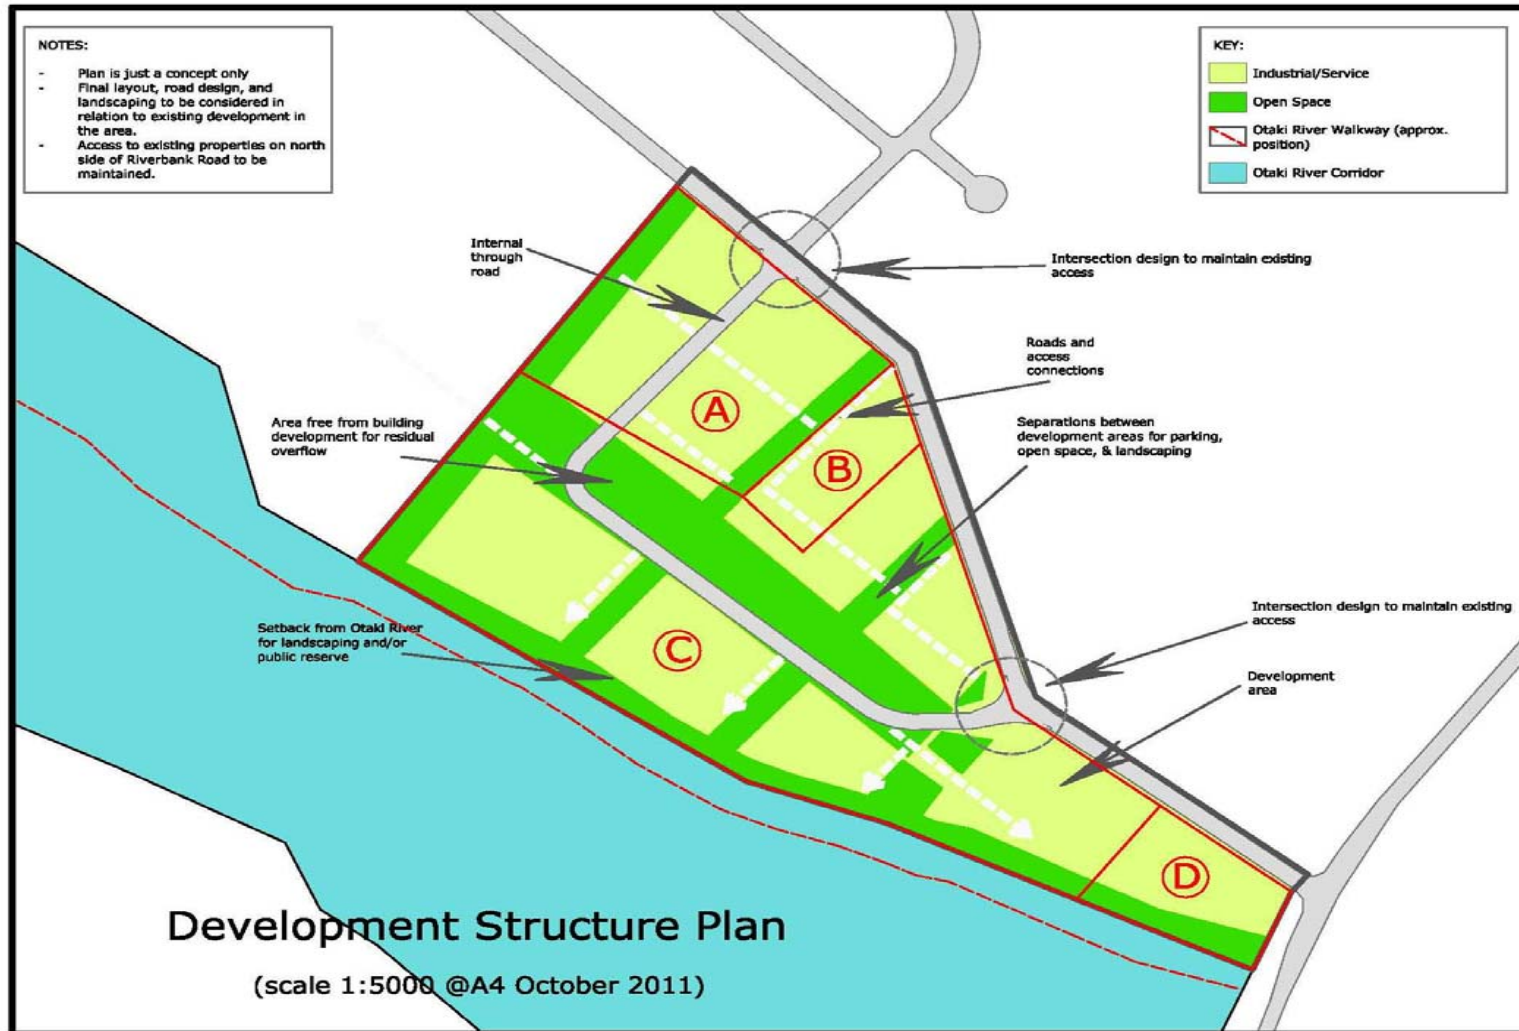 NOTES:
- Plan is just a concept only
- Final layout, road design, and
landscaping to be considered in
relation to existing development in
the area.
- Access to existing properties on north
side of Riverbank Road to be
maintained.
KEY:
Industrial/Service
Open Space
Otaki River Walkway (approx.
position)
Otaki River Corridor
Internal
through
road
Intersection design to maintain existing
access
Roads and
access
connections
Area free from building
development for residual
overflow
Separations between
development areas for parking,
open space, & landscaping
A
B
Setback from Otaki River
for landscaping and/or
public reserve
C
Intersection design to maintain existing
access
Development
area
D
Development Structure Plan
(scale 1:5000 @A4 October 2011)